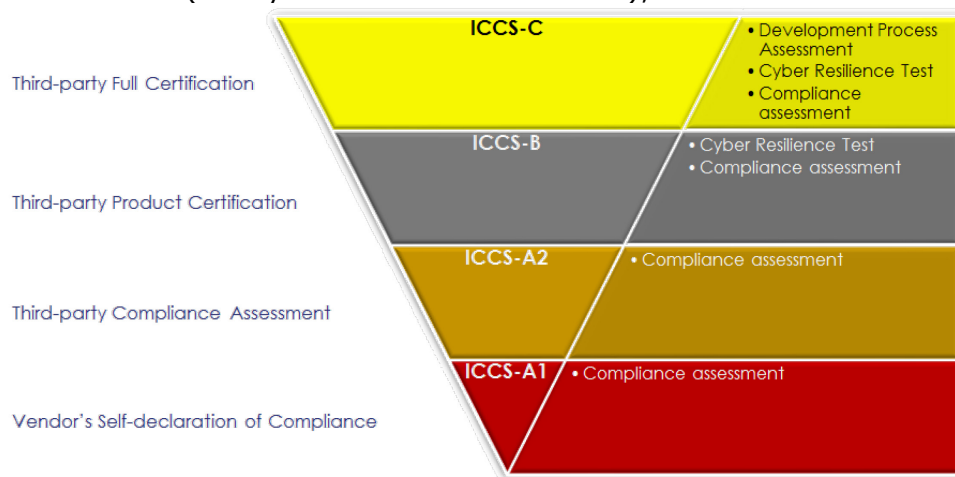 ICCS-C
• Development Process
Assessment
• Cyber Resilience Test
• Compliance
assessment
Third-party Full Certification
ICCS-B
• Cyber Resilience Test
• Compliance assessment
Third-party Product Certification
ICCS-A2
• Compliance assessment
Third-party Compliance Assessment
ICCS-A1
• Compliance assessment
Vendor's Self-declaration of Compliance